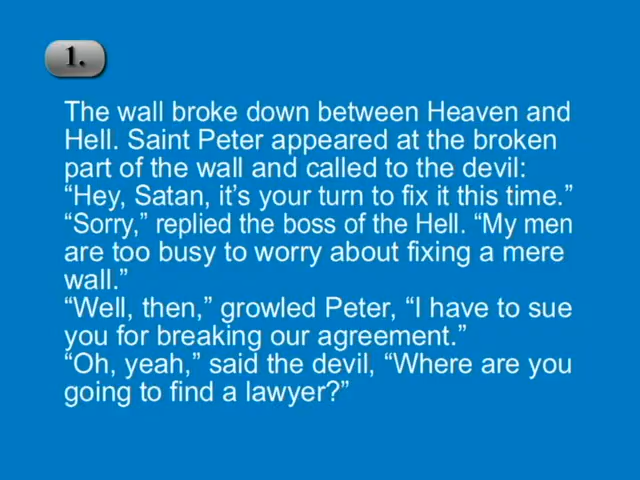 1.
The wall broke down between Heaven and
Hell. Saint Peter appeared at the broken
part of the wall and called to the devil:
“Hey, Satan, it’s your turn to fix it this time.”
“Sorry,” replied the boss of the Hell. “My men
are too busy to worry about fixing a mere
wall.”
“Well, then,” growled Peter, “I have to sue
you for breaking our agreement.”
“Oh, yeah,” said the devil, “Where are you
going to find a lawyer?”